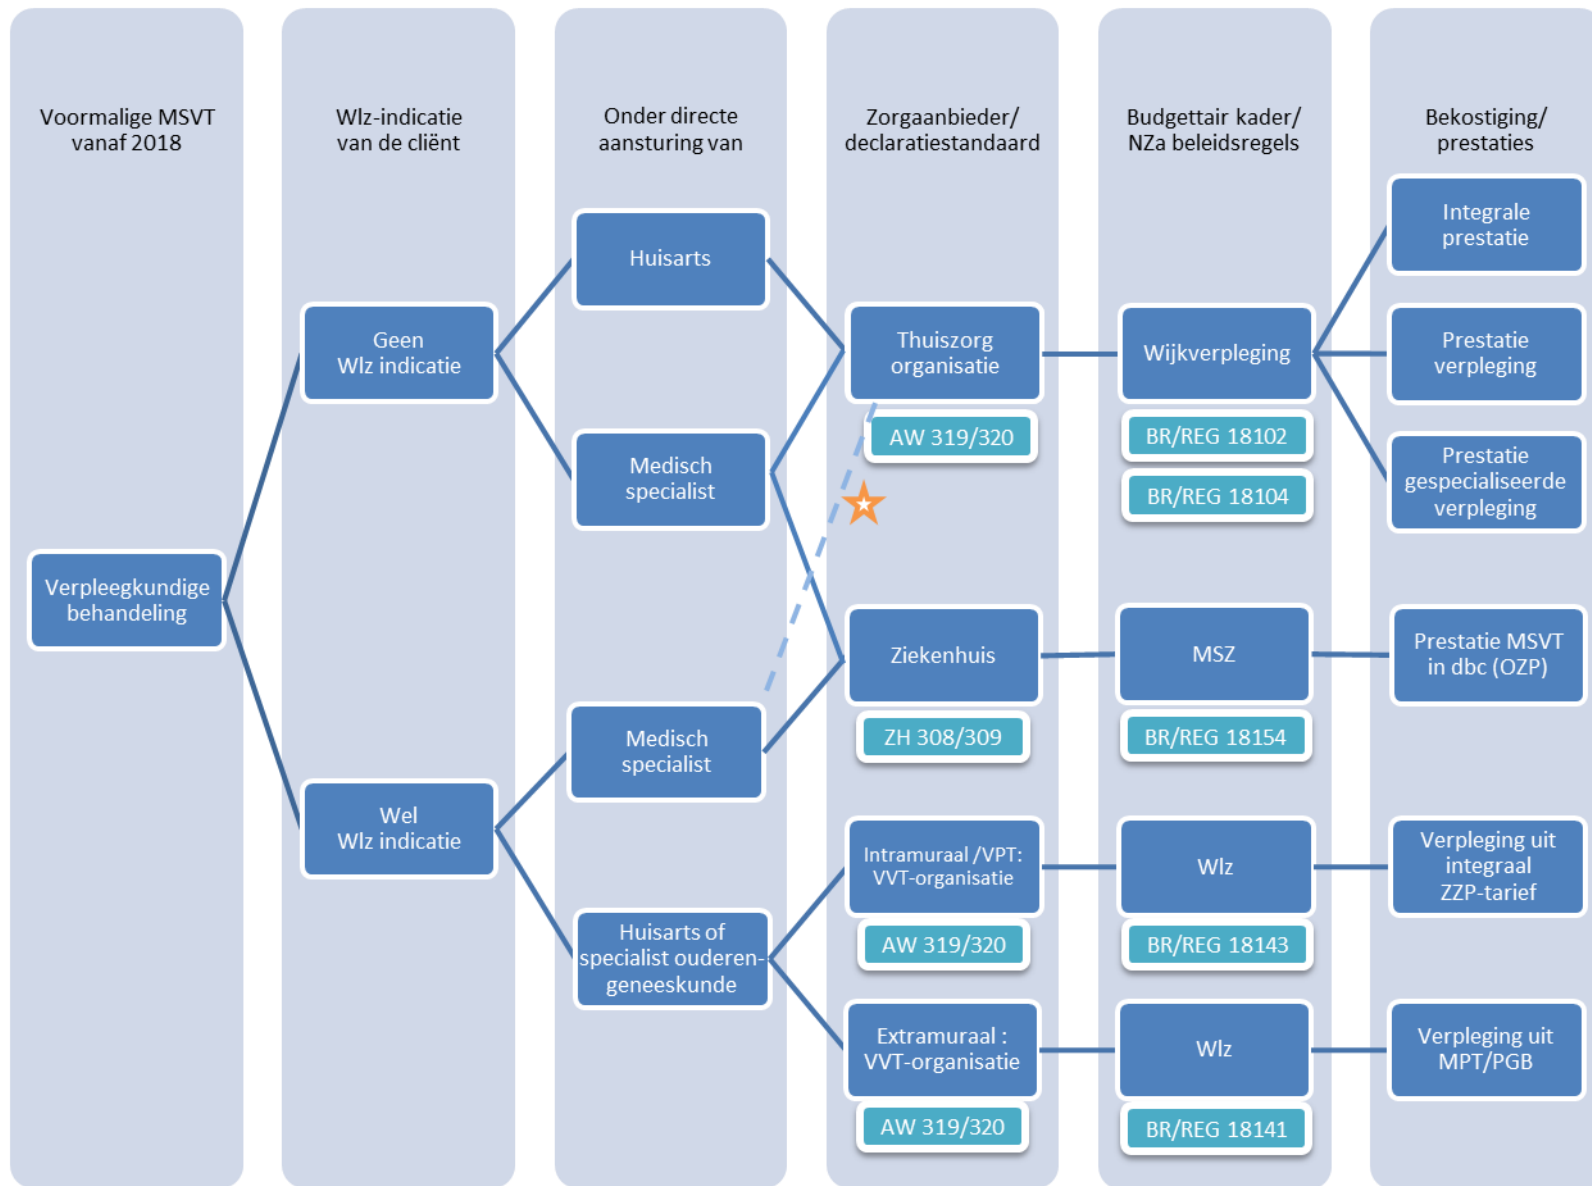 Voormalige MSVT
vanaf 2018
Wlz-indicatie
van de cliënt
Onder directe
aansturing van
Zorgaanbieder/
declaratiestandaard
Budgettair kader/
NZa beleidsregels
Bekostiging/
prestaties
Verpleegkundige
behandeling
Geen
Wlz indicatie
Wel
Wlz indicatie
Huisarts
Medisch
specialist
Medisch
specialist
Huisarts of
specialist ouderen-
geneeskunde
Thuiszorg
organisatie
AW 319/320
Ziekenhuis
ZH 308/309
Intramuraal /VPT:
VVT-organisatie
AW 319/320
Extramuraal :
VVT-organisatie
AW 319/320
Wijkverpleging
BR/REG 18102
BR/REG 18104
MSZ
BR/REG 18154
Wlz
BR/REG 18143
Wlz
BR/REG 18141
Integrale
prestatie
Prestatie
verpleging
Prestatie
gespecialiseerde
verpleging
Prestatie MSVT
in dbc (OZP)
Verpleging uit
integraal
ZZP-tarief
Verpleging uit
MPT/PGB